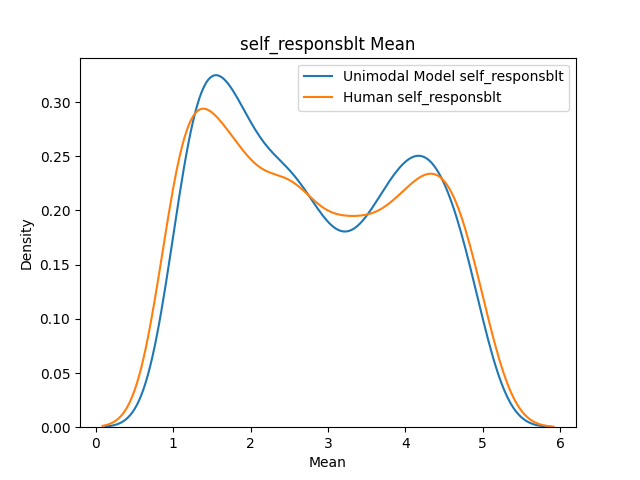 self_responsblt Mean
Unimodal Model self_responsblt
Human self_responsblt
0.30
0.25
0.20
0.15
0.10
0.05
0.00
Density
0 1 2 3 4 5 6
Mean